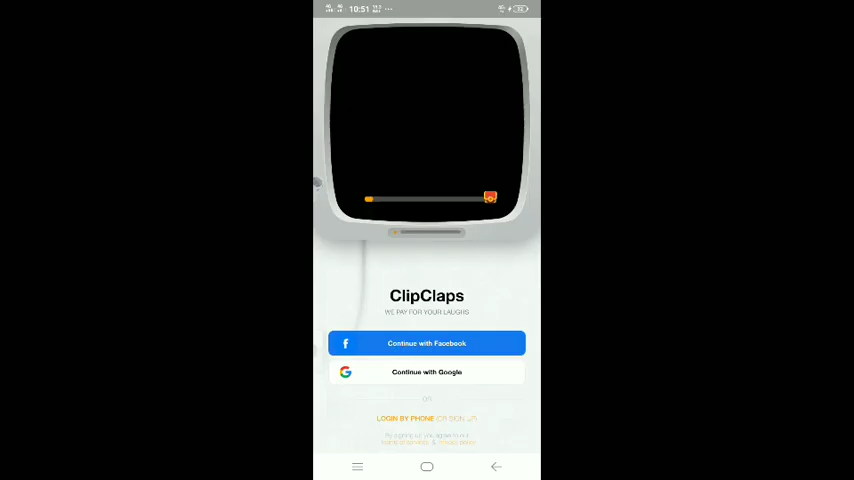 10:51
ClipClaps
WE PAY FOR YOUR LAUGHS
Continue with Facebook
Continue with Google
OR
LOGIN BY PHONE OR SIGN UP